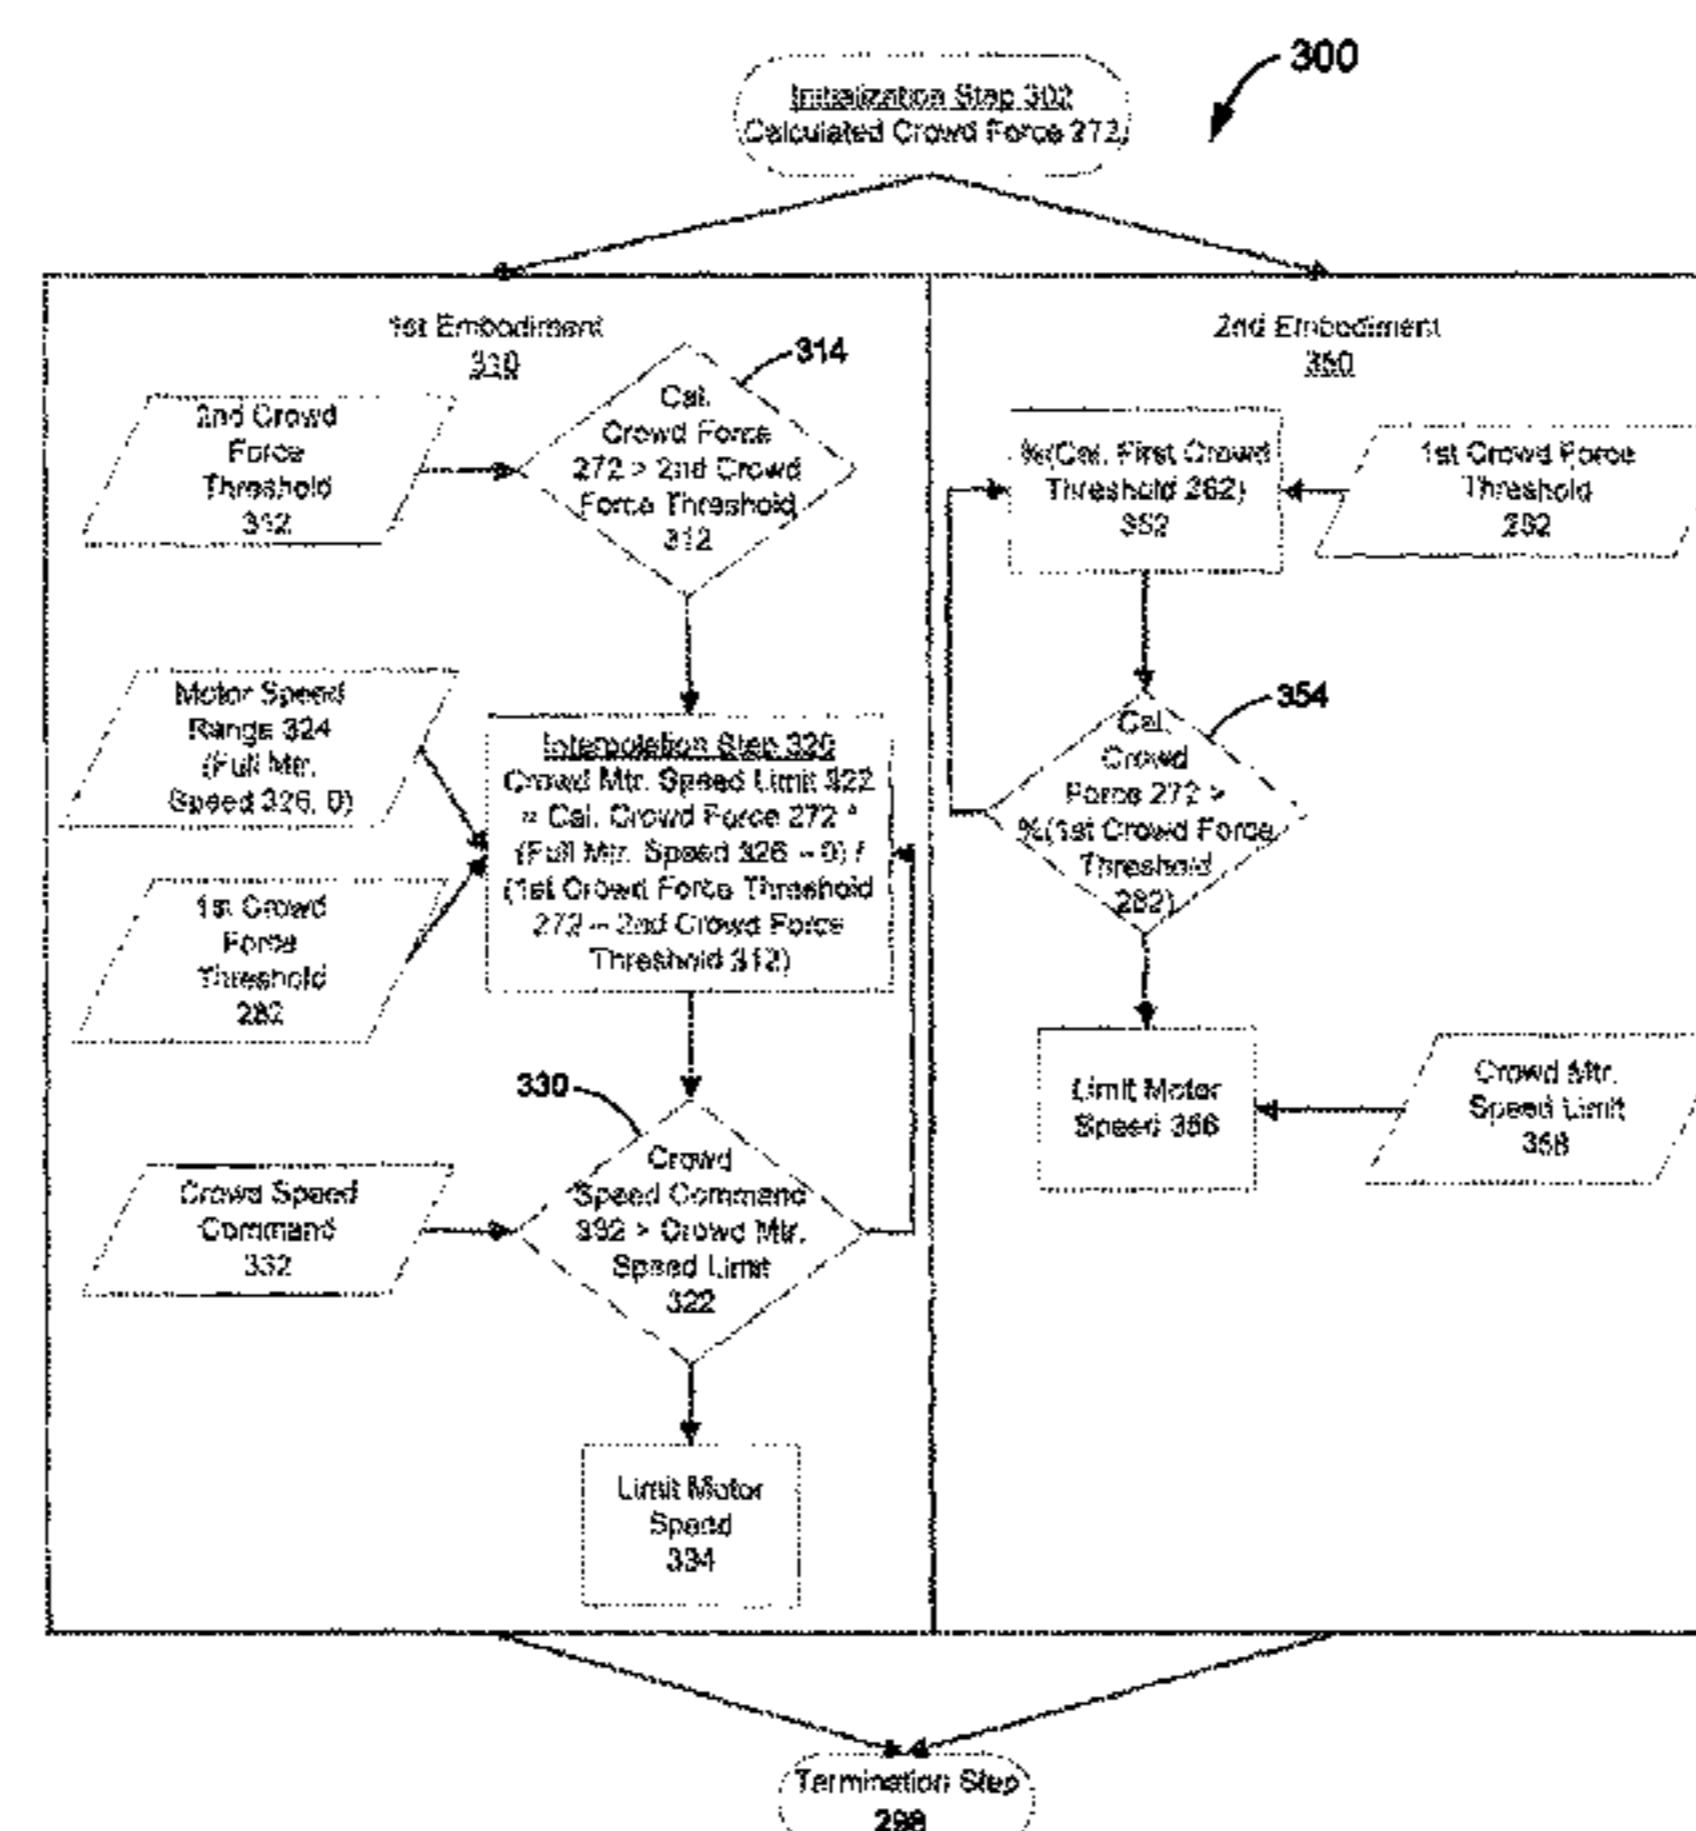 300
Initialization Step 302
Calculated Crowd Force 272
1st Embodiment
310
2nd Crowd
Force
Threshold
312
314
Cal.
Crowd Force
272 > 2nd Crowd
Force Threshold
312
Motor Speed
Range 324
(Full Mtr.
Speed 326, 0)
1st Crowd
Force
Threshold
282
Interpolation Step 320
Crowd Mtr. Speed Limit 322
= Cal. Crowd Force 272 *
(Full Mtr. Speed 326 - 0) /
(1st Crowd Force Threshold
272 - 2nd Crowd Force
Threshold 312)
330
Crowd Speed
Command
332
Crowd
Speed Command
332 > Crowd Mtr.
Speed Limit
322
Limit Motor
Speed
334
2nd Embodiment
350
%(Cal. First Crowd
Threshold 262)
352
1st Crowd Force
Threshold
282
354
Cal.
Crowd
Force 272 >
%(1st Crowd Force
Threshold
282)
Limit Motor
Speed 356
Crowd Mtr.
Speed Limit
358
Termination Step
298